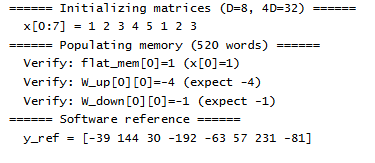 ====== Initializing matrices (D=8, 4D=32) ======
x[0:7] = 1 2 3 4 5 1 2 3
====== Populating memory (520 words) ======
Verify: flat_mem[0]=1 (x[0]=1)
Verify: W_up[0][0]=-4 (expect -4)
Verify: W_down[0][0]=-1 (expect -1)
====== Software reference ======
y_ref = [-39 144 30 -192 -63 57 231 -81]